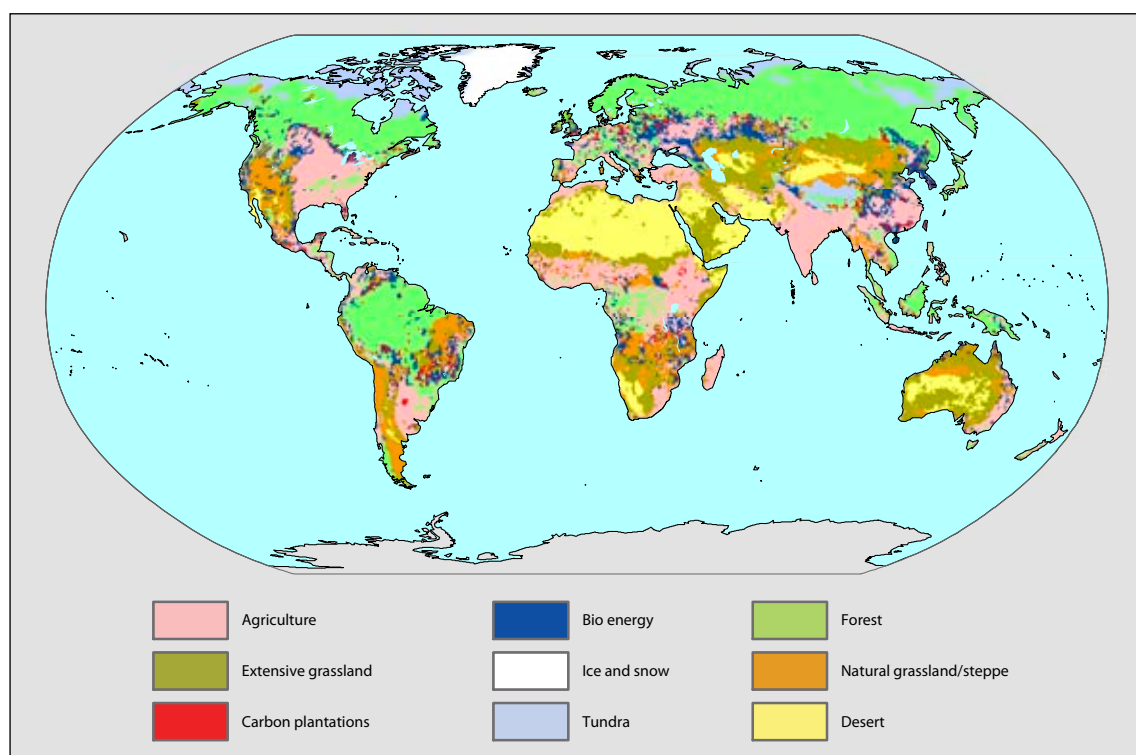 Agriculture
Bio energy
Forest
Extensive grassland
Ice and snow
Natural grassland/steppe
Carbon plantations
Tundra
Desert